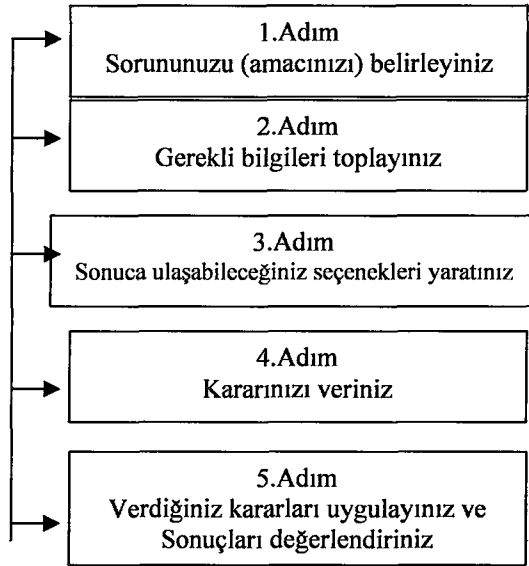 1.Adım
Sorununuzu (amacınızı) belirleyiniz
2.Adım
Gerekli bilgileri toplayınız
3.Adım
Sonuca ulaşabileceğiniz seçenekleri yaratınız
4.Adım
Kararınızı veriniz
5.Adım
Verdiğiniz kararları uygulayınız ve
Sonuçları değerlendiriniz